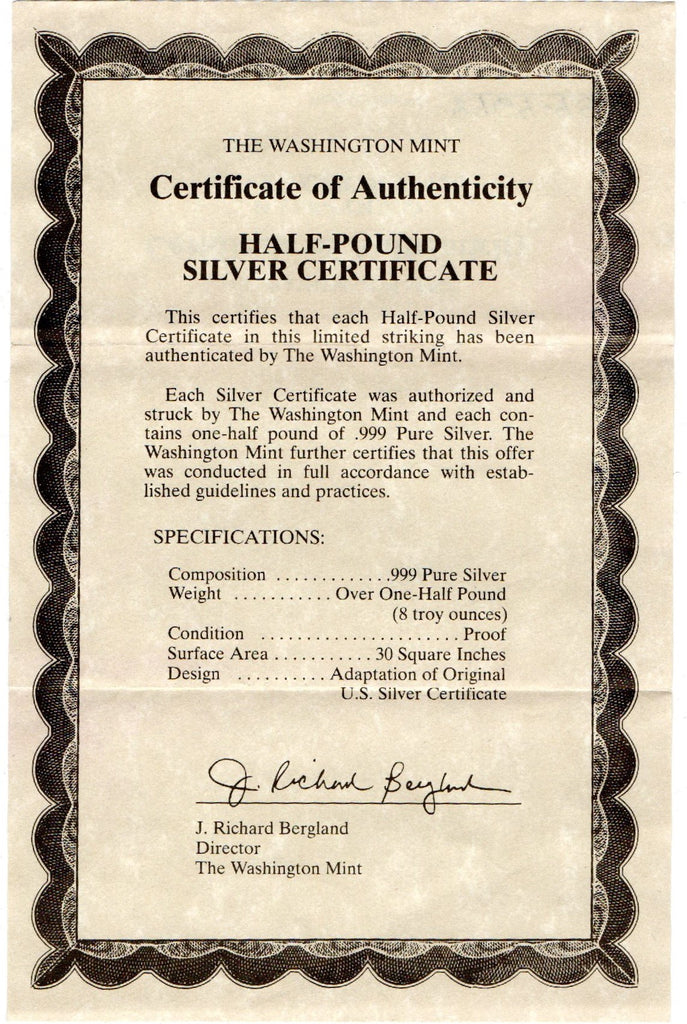 THE WASHINGTON MINT
Certificate of Authenticity
HALF-POUND
SILVER CERTIFICATE
This certifies that each Half-Pound Silver
Certificate in this limited striking has been
authenticated by The Washington Mint.
Each Silver Certificate was authorized and
struck by The Washington Mint and each con-
tains one-half pound of .999 Pure Silver. The
Washington Mint further certifies that this offer
was conducted in full accordance with estab-
lished guidelines and practices.
SPECIFICATIONS:
Composition .............999 Pure Silver
Weight ........... Over One-Half Pound
(8 troy ounces)
Condition ...................... Proof
Surface Area ........... 30 Square Inches
Design .......... Adaptation of Original
U.S. Silver Certificate
J. Richard Bergland
J. Richard Bergland
Director
The Washington Mint